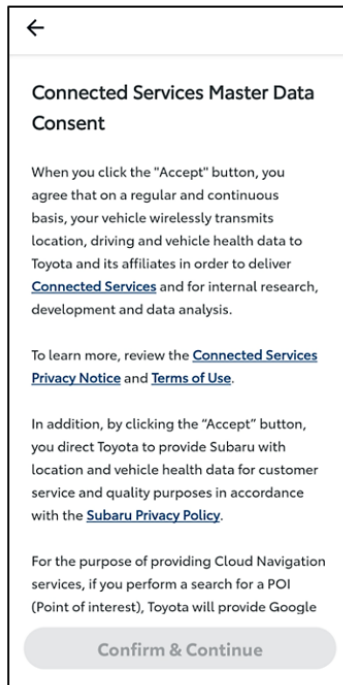 Connected Services Master Data
Consent
When you click the "Accept" button, you
agree that on a regular and continuous
basis, your vehicle wirelessly transmits
location, driving and vehicle health data to
Toyota and its affiliates in order to deliver
Connected Services and for internal research,
development and data analysis.
To learn more, review the Connected Services
Privacy Notice and Terms of Use.
In addition, by clicking the “Accept” button,
you direct Toyota to provide Subaru with
location and vehicle health data for customer
service and quality purposes in accordance
with the Subaru Privacy Policy.
For the purpose of providing Cloud Navigation
services, if you perform a search for a POI
(Point of interest), Toyota will provide Google
Confirm & Continue